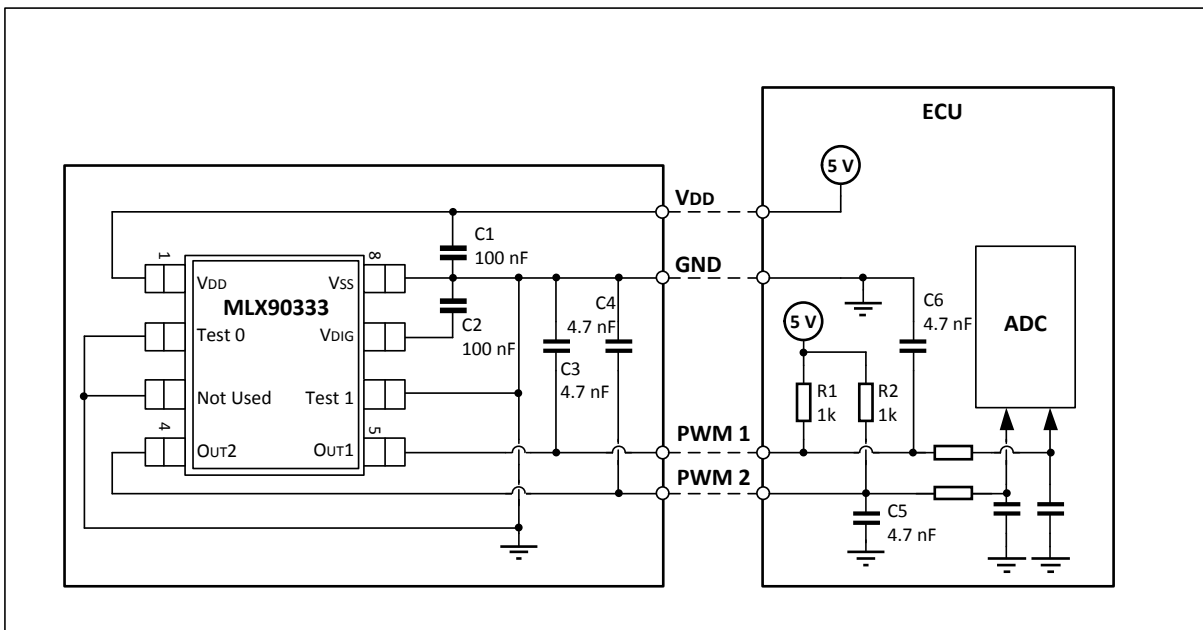 ECU
5 V
VDD
C1
100 nF
1
8
GND
VDD
VSS
MLX90333
C2
100 nF
C4
4.7 nF
C6
4.7 nF
ADC
Test 0
VDIG
5 V
C3
4.7 nF
R1
1k
R2
1k
Not Used
Test 1
4
5
PWM 1
OUT2
OUT1
PWM 2
C5
4.7 nF